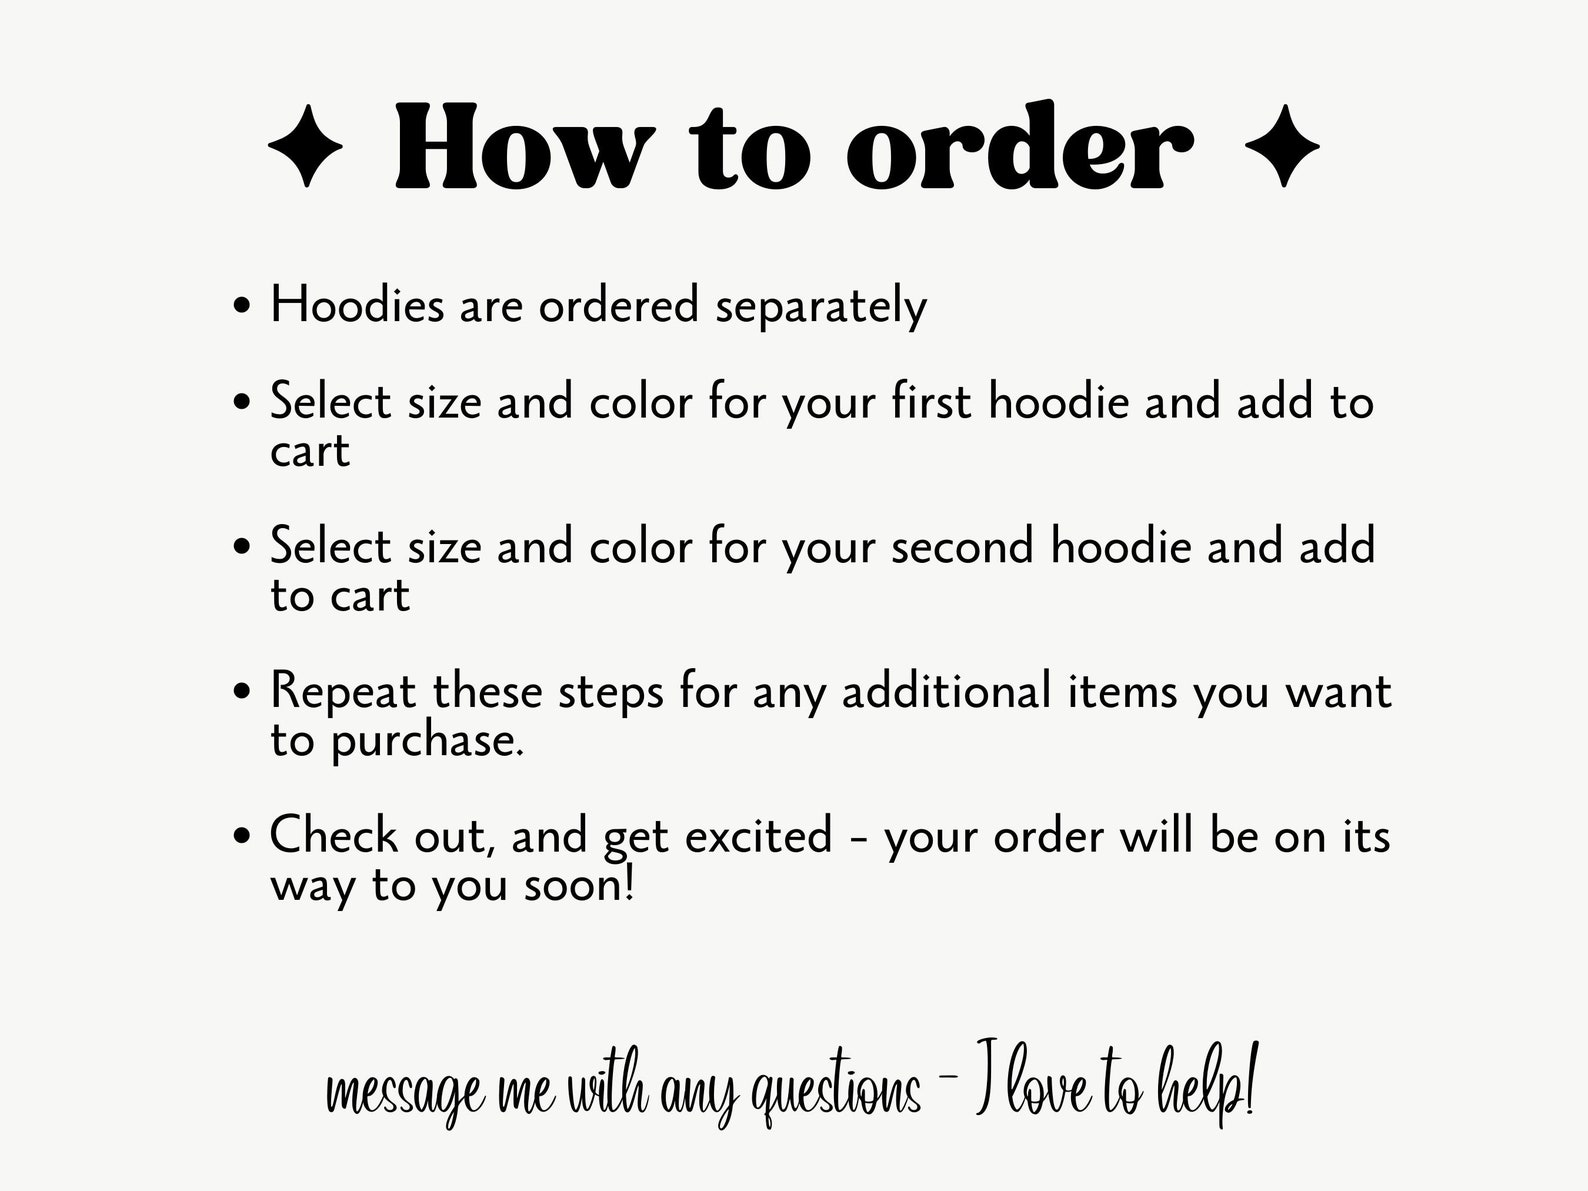 ✦ How to order ✦
• Hoodies are ordered separately
• Select size and color for your first hoodie and add to
cart
• Select size and color for your second hoodie and add
to cart
• Repeat these steps for any additional items you want
to purchase.
• Check out, and get excited - your order will be on its
way to you soon!
message me with any questions - I love to help!